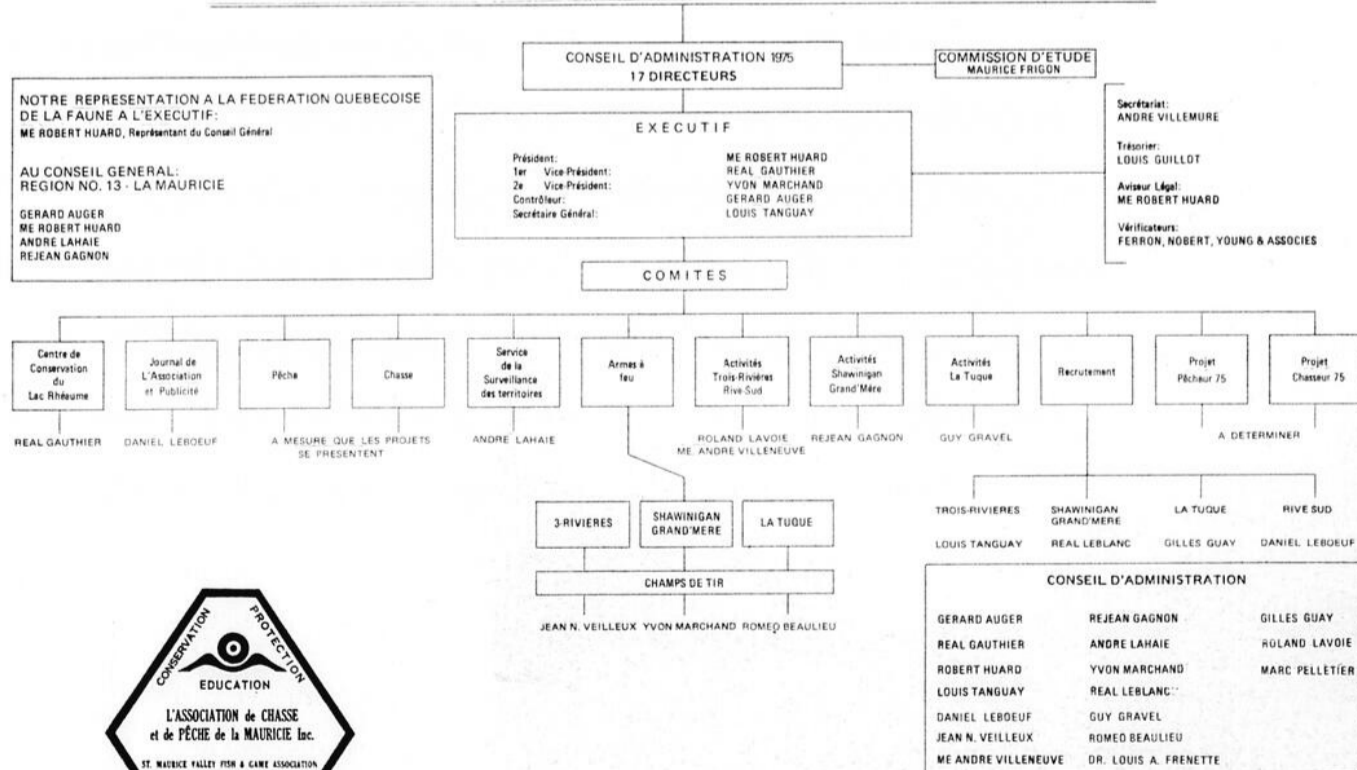 CONSEIL D'ADMINISTRATION 1975
17 DIRECTEURS
COMMISSION D'ETUDE
MAURICE FRIGON
NOTRE REPRESENTATION A LA FEDERATION QUEBECOISE
DE LA FAUNE A L'EXECUTIF:
ME ROBERT HUARD, Représentant du Conseil Général
AU CONSEIL GENERAL:
REGION NO. 13 - LA MAURICIE
GERARD AUGER
ME ROBERT HUARD
ANDRE LAHAIE
REJEAN GAGNON
EXECUTIF
Président: ME ROBERT HUARD
1er Vice-Président: REAL GAUTHIER
2e Vice-Président: YVON MARCHAND
Contrôleur: GERARD AUGER
Secrétaire Général: LOUIS TANGUAY
Secrétariat:
ANDRE VILLEMURE
Trésorier:
LOUIS GUILLOT
Aviseur Légal:
ME ROBERT HUARD
Vérificateurs:
FERRON, NOBERT, YOUNG & ASSOCIES
COMITES
Centre de
Conservation
du
Lac Rhéaume
REAL GAUTHIER
Journal de
L'Association
et Publicité
DANIEL LEBOEUF
Pêche
Chasse
A MESURE QUE LES PROJETS
SE PRESENTENT
Service
de la
Surveillance
des territoires
ANDRE LAHAIE
Armes à
feu
Activités
Trois-Rivières
Rive-Sud
ROLAND LAVOIE
ME. ANDRE VILLENEUVE
Activités
Shawinigan
Grand'Mère
REJEAN GAGNON
Activités
La Tuque
GUY GRAVEL
Recrutement
Projet
Pêcheur 75
Projet
Chasseur 75
A DETERMINER
3-RIVIERES
SHAWINIGAN
GRAND'MERE
LA TUQUE
CHAMPS DE TIR
JEAN N. VEILLEUX YVON MARCHAND ROMEO BEAULIEU
TROIS-RIVIERES
LOUIS TANGUAY
SHAWINIGAN
GRAND'MERE
REAL LEBLANC
LA TUQUE
GILLES GUAY
RIVE SUD
DANIEL LEBOEUF
CONSEIL D'ADMINISTRATION
GERARD AUGER REJEAN GAGNON GILLES GUAY
REAL GAUTHIER ANDRE LAHAIE ROLAND LAVOIE
ROBERT HUARD YVON MARCHAND MARC PELLETIER
LOUIS TANGUAY REAL LEBLANC
DANIEL LEBOEUF GUY GRAVEL
JEAN N. VEILLEUX ROMEO BEAULIEU
ME ANDRE VILLENEUVE DR. LOUIS A. FRENETTE
CONSERVATION
PROTECTION
EDUCATION
L'ASSOCIATION de CHASSE
et de PÊCHE de la MAURICIE Inc.
ST. MAURICE VALLEY FISH & GAME ASSOCIATION